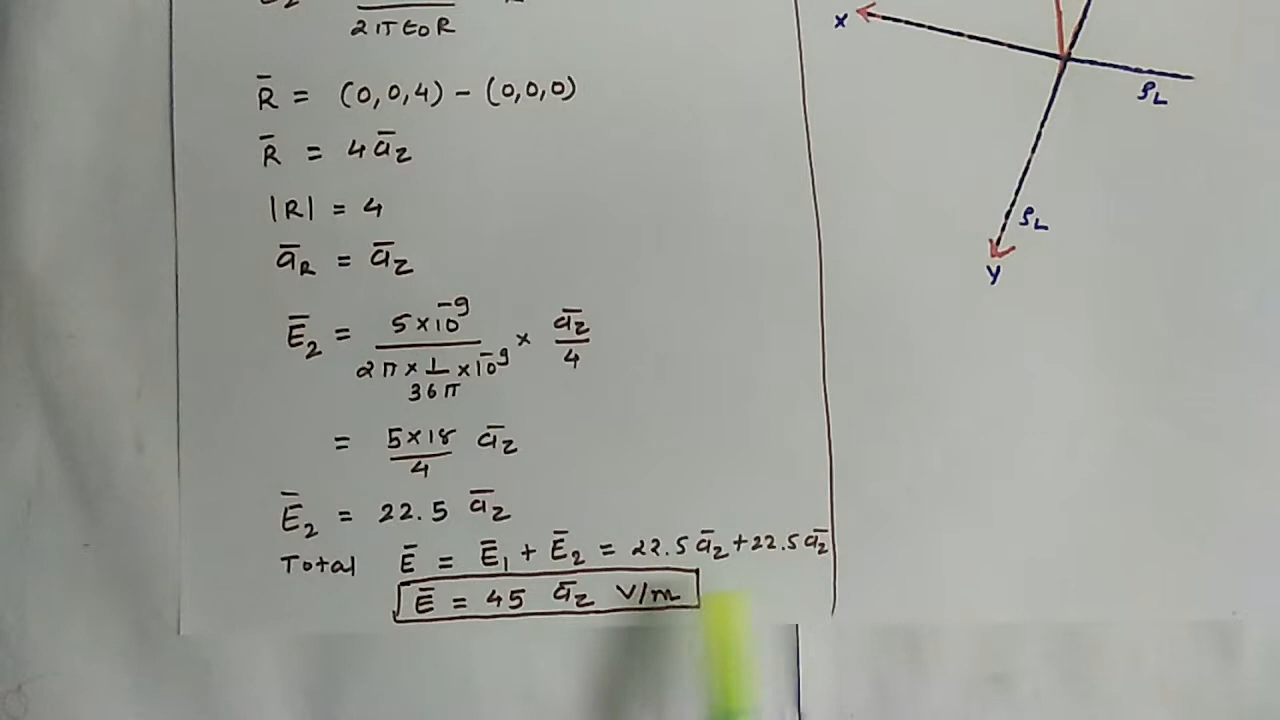 2πϵ0R
R̄ = (0,0,4) − (0,0,0)
R̄ = 4 āz
|R| = 4
āR = āz
Ē2 = 5×10⁻⁹ / 2π × 1/36π × 10⁻⁹ × āz / 4
= 5×18 / 4 āz
Ē2 = 22.5 āz
Total Ē = Ē1 + Ē2 = 22.5 āz + 22.5 āz
Ē = 45 āz V/m
X
ρL
ρL
Y